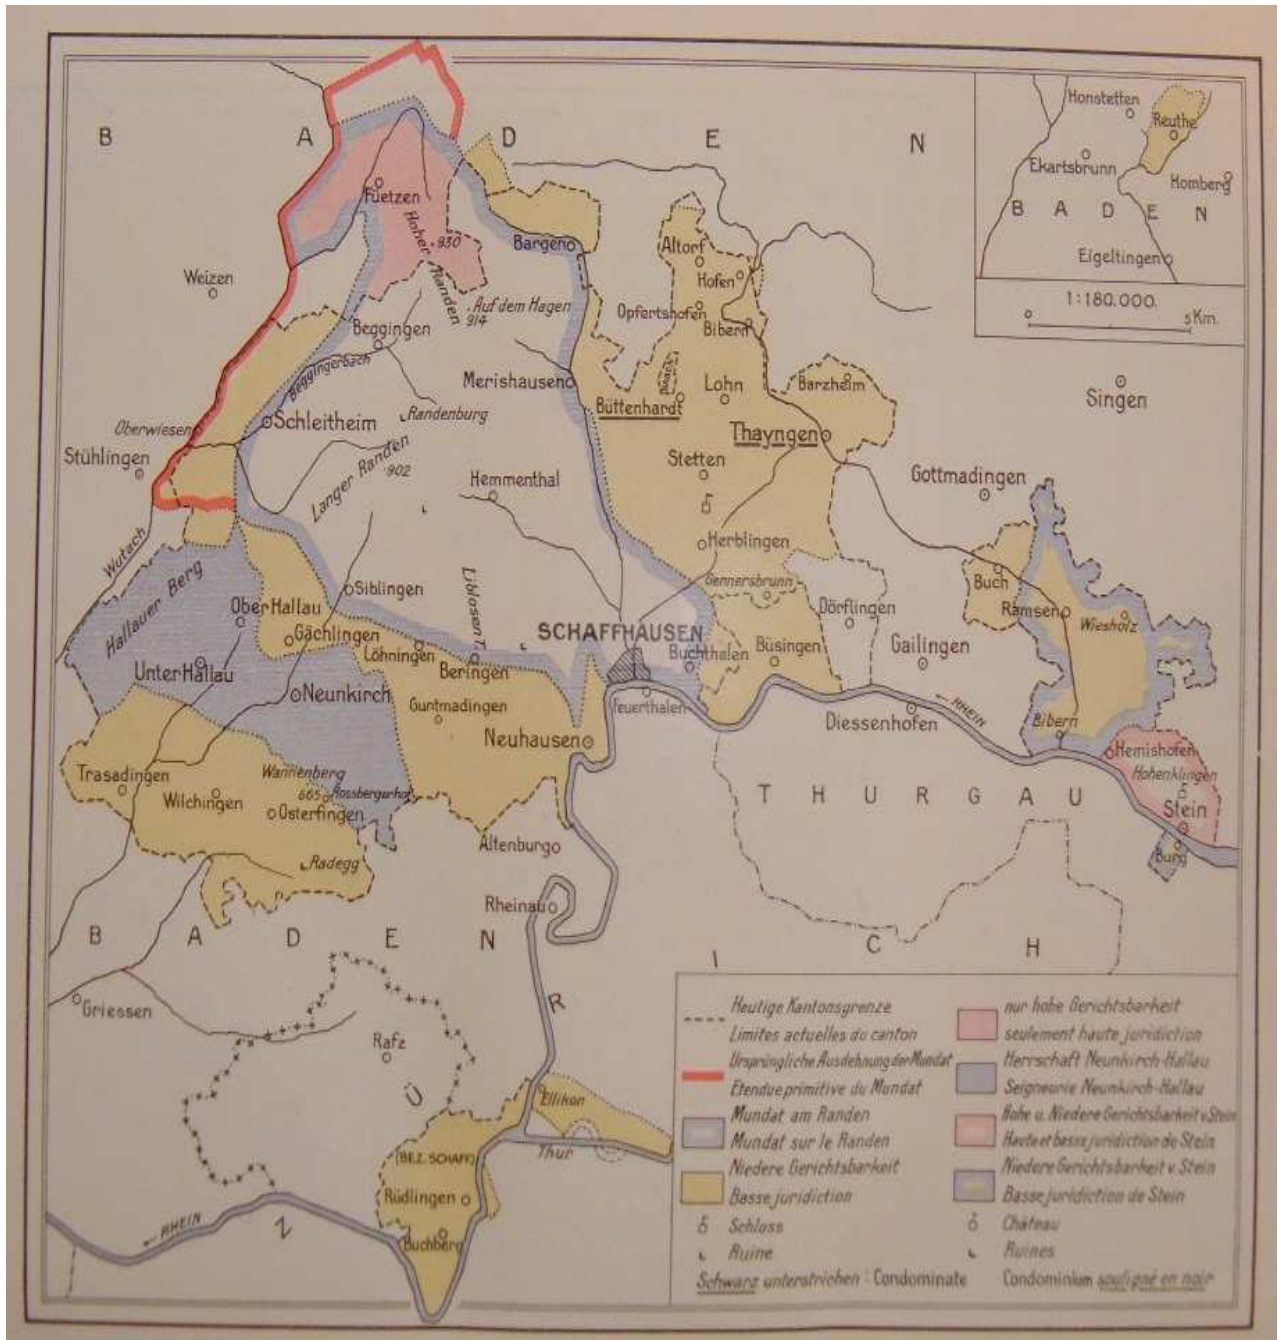 B A D E N
Honstetten
Reuthe
Ekartsbrunn
Homberg
B A D E N
Eigeltingen
1:180.000.
5 Km.
Füetzen
Hoher Randen
930
Bargen
Altorf
Hofen
Weizen
Auf dem Hagen
914
Opfertshofen
Bibern
Beggingen
Beggingerbach
Merishausen
Lohn
Barzheim
Singen
Büttenhardt
Randenburg
Schleitheim
Oberwiesen
Thayngen
Stühlingen
Langer Randen
902
Stetten
Gottmadingen
Hemmenthal
Wutach
Herblingen
Hallauer Berg
Siblingen
Gennersbrunn
Buch
Ober Hallau
Dörflingen
Ramsen
Wiesholz
Gächlingen
SCHAFFHAUSEN
Löhningen
Buchthalen
Büsingen
Gailingen
Unter Hallau
Beringen
Neunkirch
Feuerthalen
RHEIN
Guntmadingen
Diessenhofen
Bibern
Neuhausen
Hemishofen
Trasadingen
Wannenberg
Hohenklingen
665
Rossbergerhof
T H U R G A U
Wilchingen
Osterfingen
Stein
Altenburg
Burg
Radegg
Rheinau
B A D E N
I C H
Griessen
R
Rafz
Ü
Ellikon
Thur
(BEZ. SCHAFF.)
Rüdlingen
RHEIN
Z
Buchberg
Heutige Kantonsgrenze
Limites actuelles du canton
Ursprüngliche Ausdehnung der Mundat
Etendue primitive du Mundat
Mundat am Randen
Mundat sur le Randen
Niedere Gerichtsbarkeit
Basse juridiction
Schloss
Ruine
Schwarz unterstrichen: Condominate
nur hohe Gerichtsbarkeit
seulement haute juridiction
Herrschaft Neunkirch-Hallau
Seigneurie Neunkirch-Hallau
Hohe u. Niedere Gerichtsbarkeit v. Stein
Haute et basse juridiction de Stein
Niedere Gerichtsbarkeit v. Stein
Basse juridiction de Stein
Château
Ruines
Condominium souligné en noir